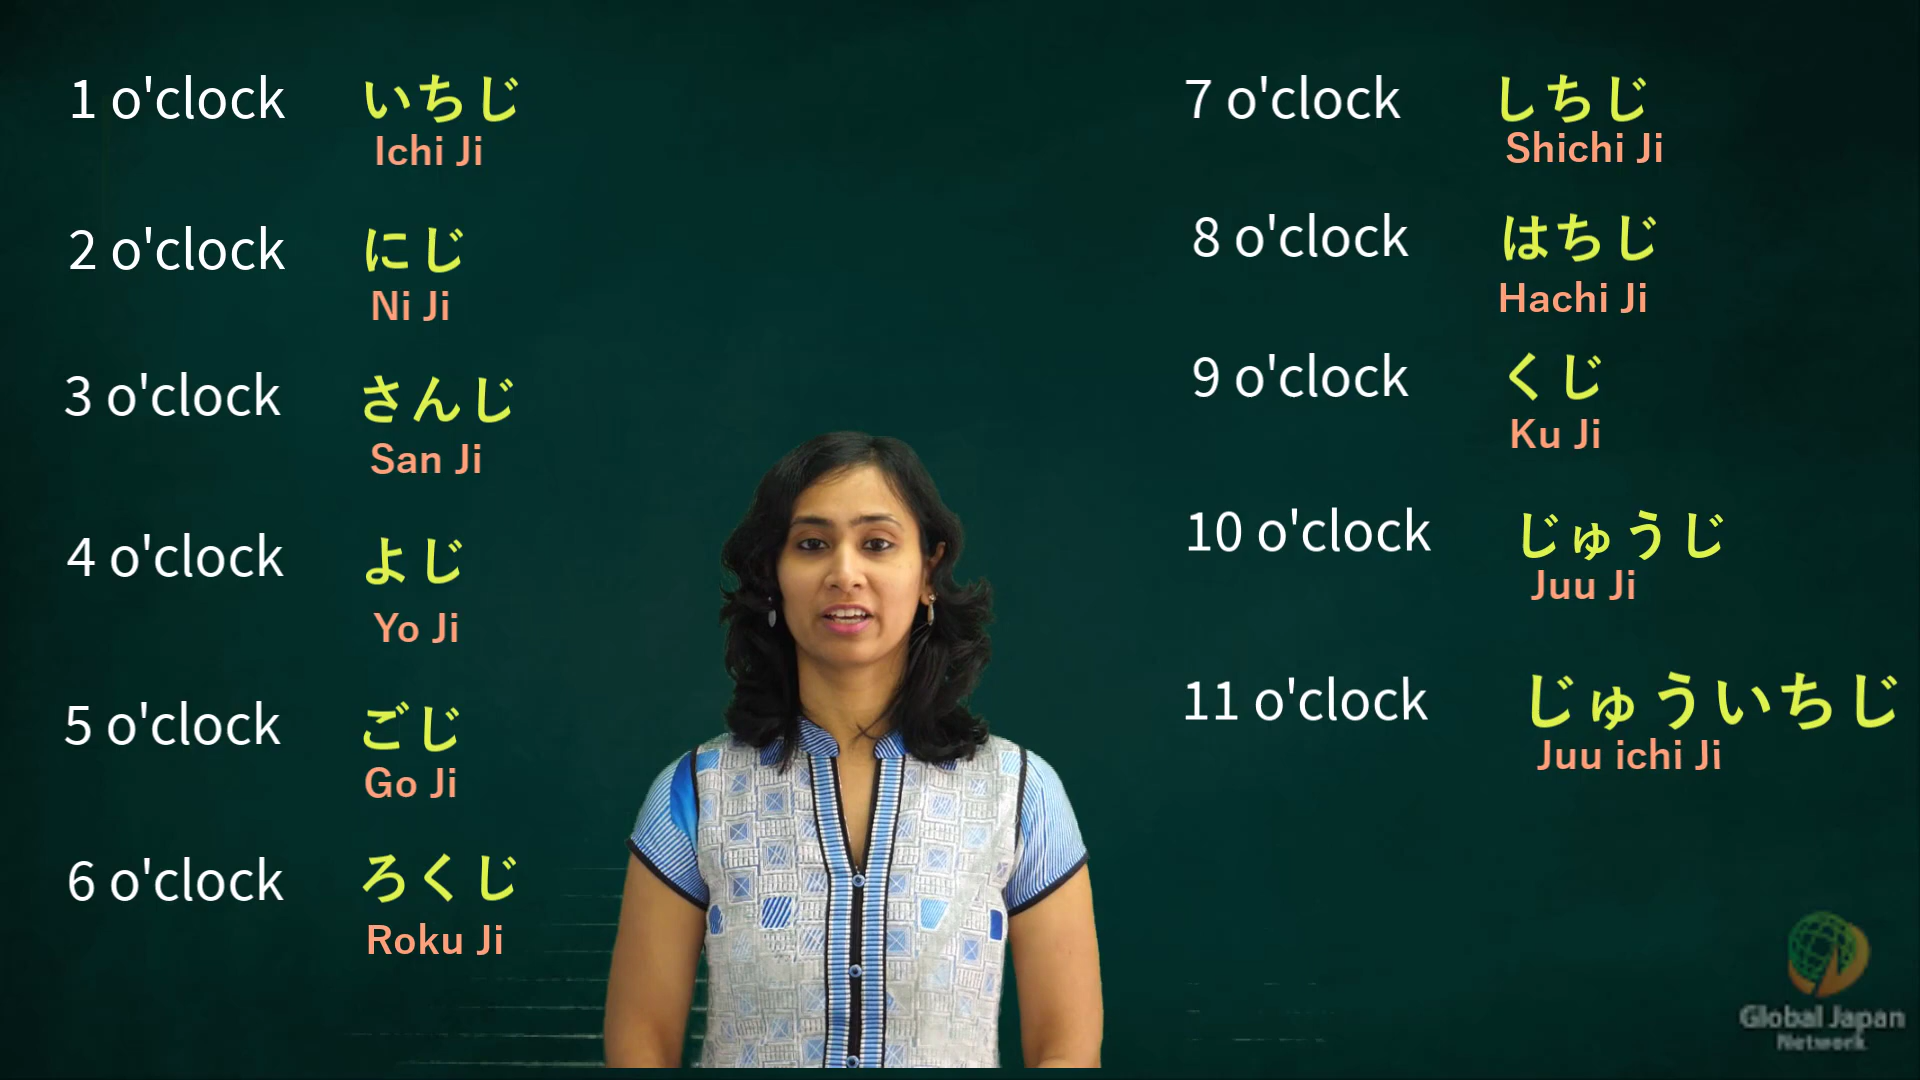 1 o'clock いちじ
Ichi Ji
2 o'clock にじ
Ni Ji
3 o'clock さんじ
San Ji
4 o'clock よじ
Yo Ji
5 o'clock ごじ
Go Ji
6 o'clock ろくじ
Roku Ji
7 o'clock しちじ
Shichi Ji
8 o'clock はちじ
Hachi Ji
9 o'clock くじ
Ku Ji
10 o'clock じゅうじ
Juu Ji
11 o'clock じゅういちじ
Juu ichi Ji
Global Japan
Network